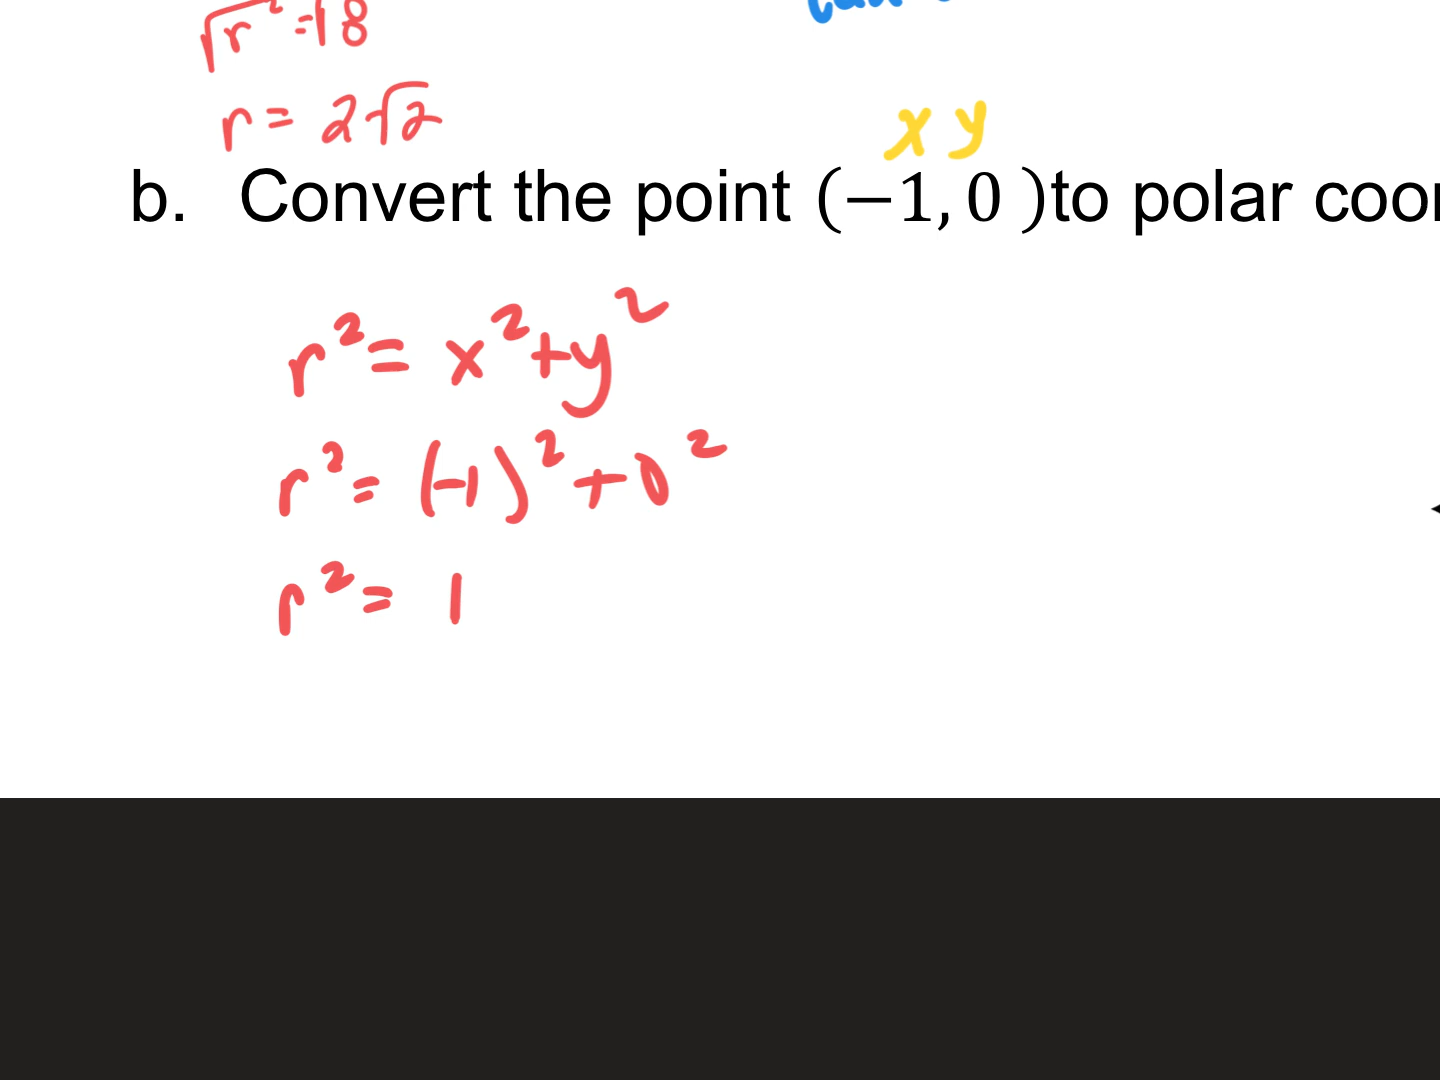 √r²=18
r = 2√2
x y
b. Convert the point (−1, 0 )to polar
r² = x²+y²
r² = (-1)²+0²
r² = 1